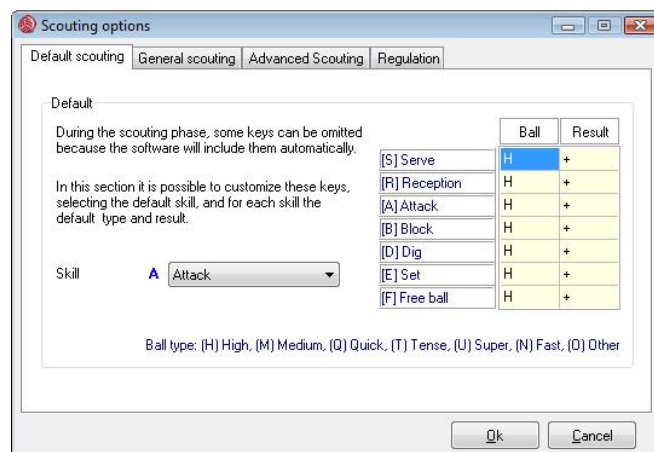 Scouting options
Default scouting General scouting Advanced Scouting Regulation
Default
During the scouting phase, some keys can be omitted
because the software will include them automatically.
In this section it is possible to customize these keys,
selecting the default skill, and for each skill the
default type and result.
Skill A Attack
Ball Result
[S] Serve H +
[R] Reception H +
[A] Attack H +
[B] Block H +
[D] Dig H +
[E] Set H +
[F] Free ball H +
Ball type: (H) High, (M) Medium, (Q) Quick, (T) Tense, (U) Super, (N) Fast, (O) Other
Ok Cancel